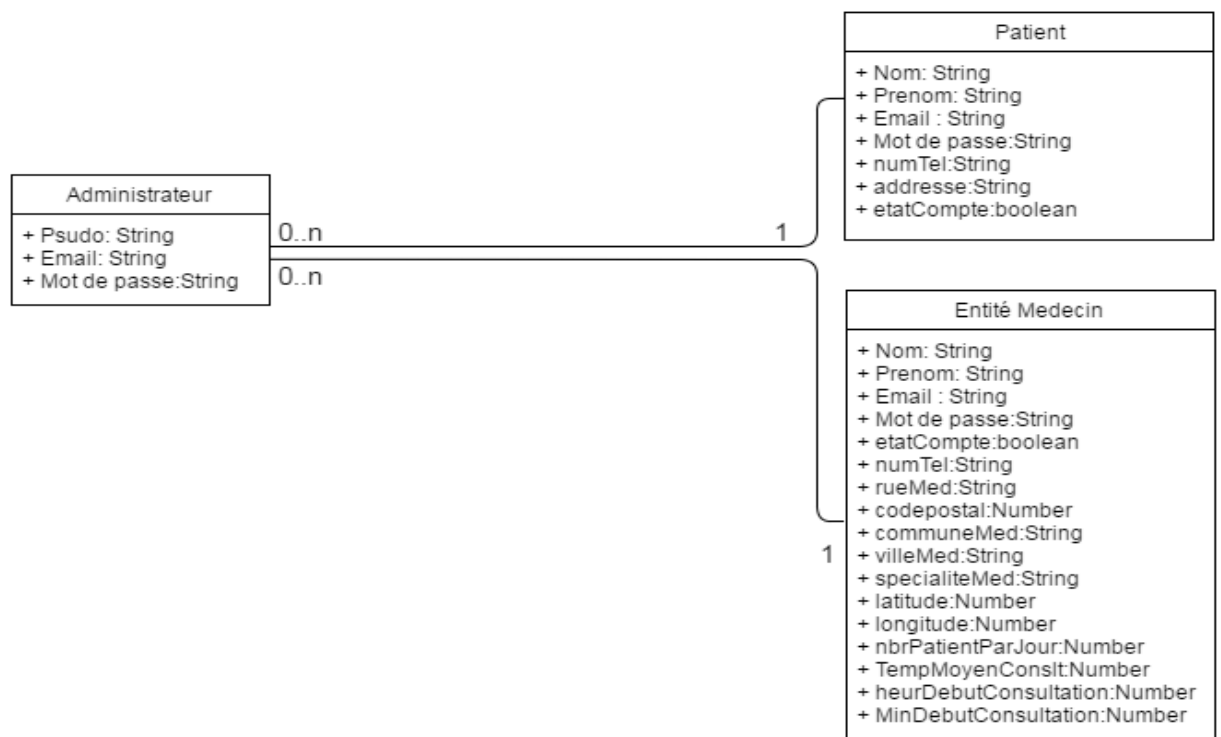 Patient
+ Nom: String
+ Prenom: String
+ Email : String
+ Mot de passe:String
+ numTel:String
+ addresse:String
+ etatCompte:boolean
Administrateur
+ Psudo: String
+ Email: String
+ Mot de passe:String
0..n
1
0..n
1
Entité Medecin
+ Nom: String
+ Prenom: String
+ Email : String
+ Mot de passe:String
+ etatCompte:boolean
+ numTel:String
+ rueMed:String
+ codepostal:Number
+ communeMed:String
+ villeMed:String
+ specialiteMed:String
+ latitude:Number
+ longitude:Number
+ nbrPatientParJour:Number
+ TempMoyenConslt:Number
+ heurDebutConsultation:Number
+ MinDebutConsultation:Number